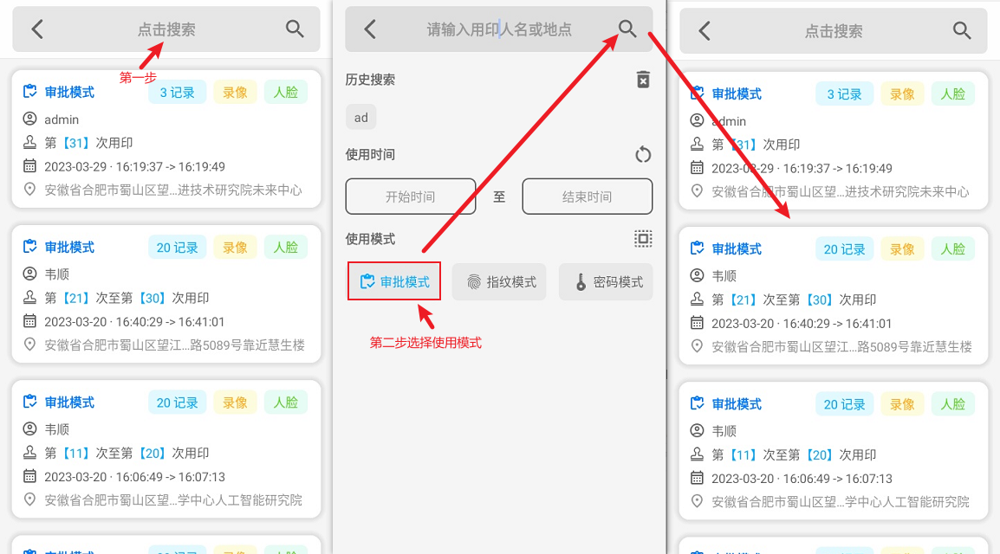 点击搜索
第一步
审批模式 3 记录 录像 人脸
admin
第【31】次用印
2023-03-29 · 16:19:37 -> 16:19:49
安徽省合肥市蜀山区望...进技术研究院未来中心
审批模式 20 记录 录像 人脸
韦顺
第【21】次至第【30】次用印
2023-03-20 · 16:40:29 -> 16:41:01
安徽省合肥市蜀山区望江...路5089号靠近慧生楼
审批模式 20 记录 录像 人脸
韦顺
第【11】次至第【20】次用印
2023-03-20 · 16:06:49 -> 16:07:13
安徽省合肥市蜀山区望...学中心人工智能研究院
请输入用印人名或地点
历史搜索
ad
使用时间
开始时间 至 结束时间
使用模式
审批模式 指纹模式 密码模式
第二步选择使用模式
点击搜索
审批模式 3 记录 录像 人脸
admin
第【31】次用印
2023-03-29 · 16:19:37 -> 16:19:49
安徽省合肥市蜀山区望...进技术研究院未来中心
审批模式 20 记录 录像 人脸
韦顺
第【21】次至第【30】次用印
2023-03-20 · 16:40:29 -> 16:41:01
安徽省合肥市蜀山区望江...路5089号靠近慧生楼
审批模式 20 记录 录像 人脸
韦顺
第【11】次至第【20】次用印
2023-03-20 · 16:06:49 -> 16:07:13
安徽省合肥市蜀山区望...学中心人工智能研究院